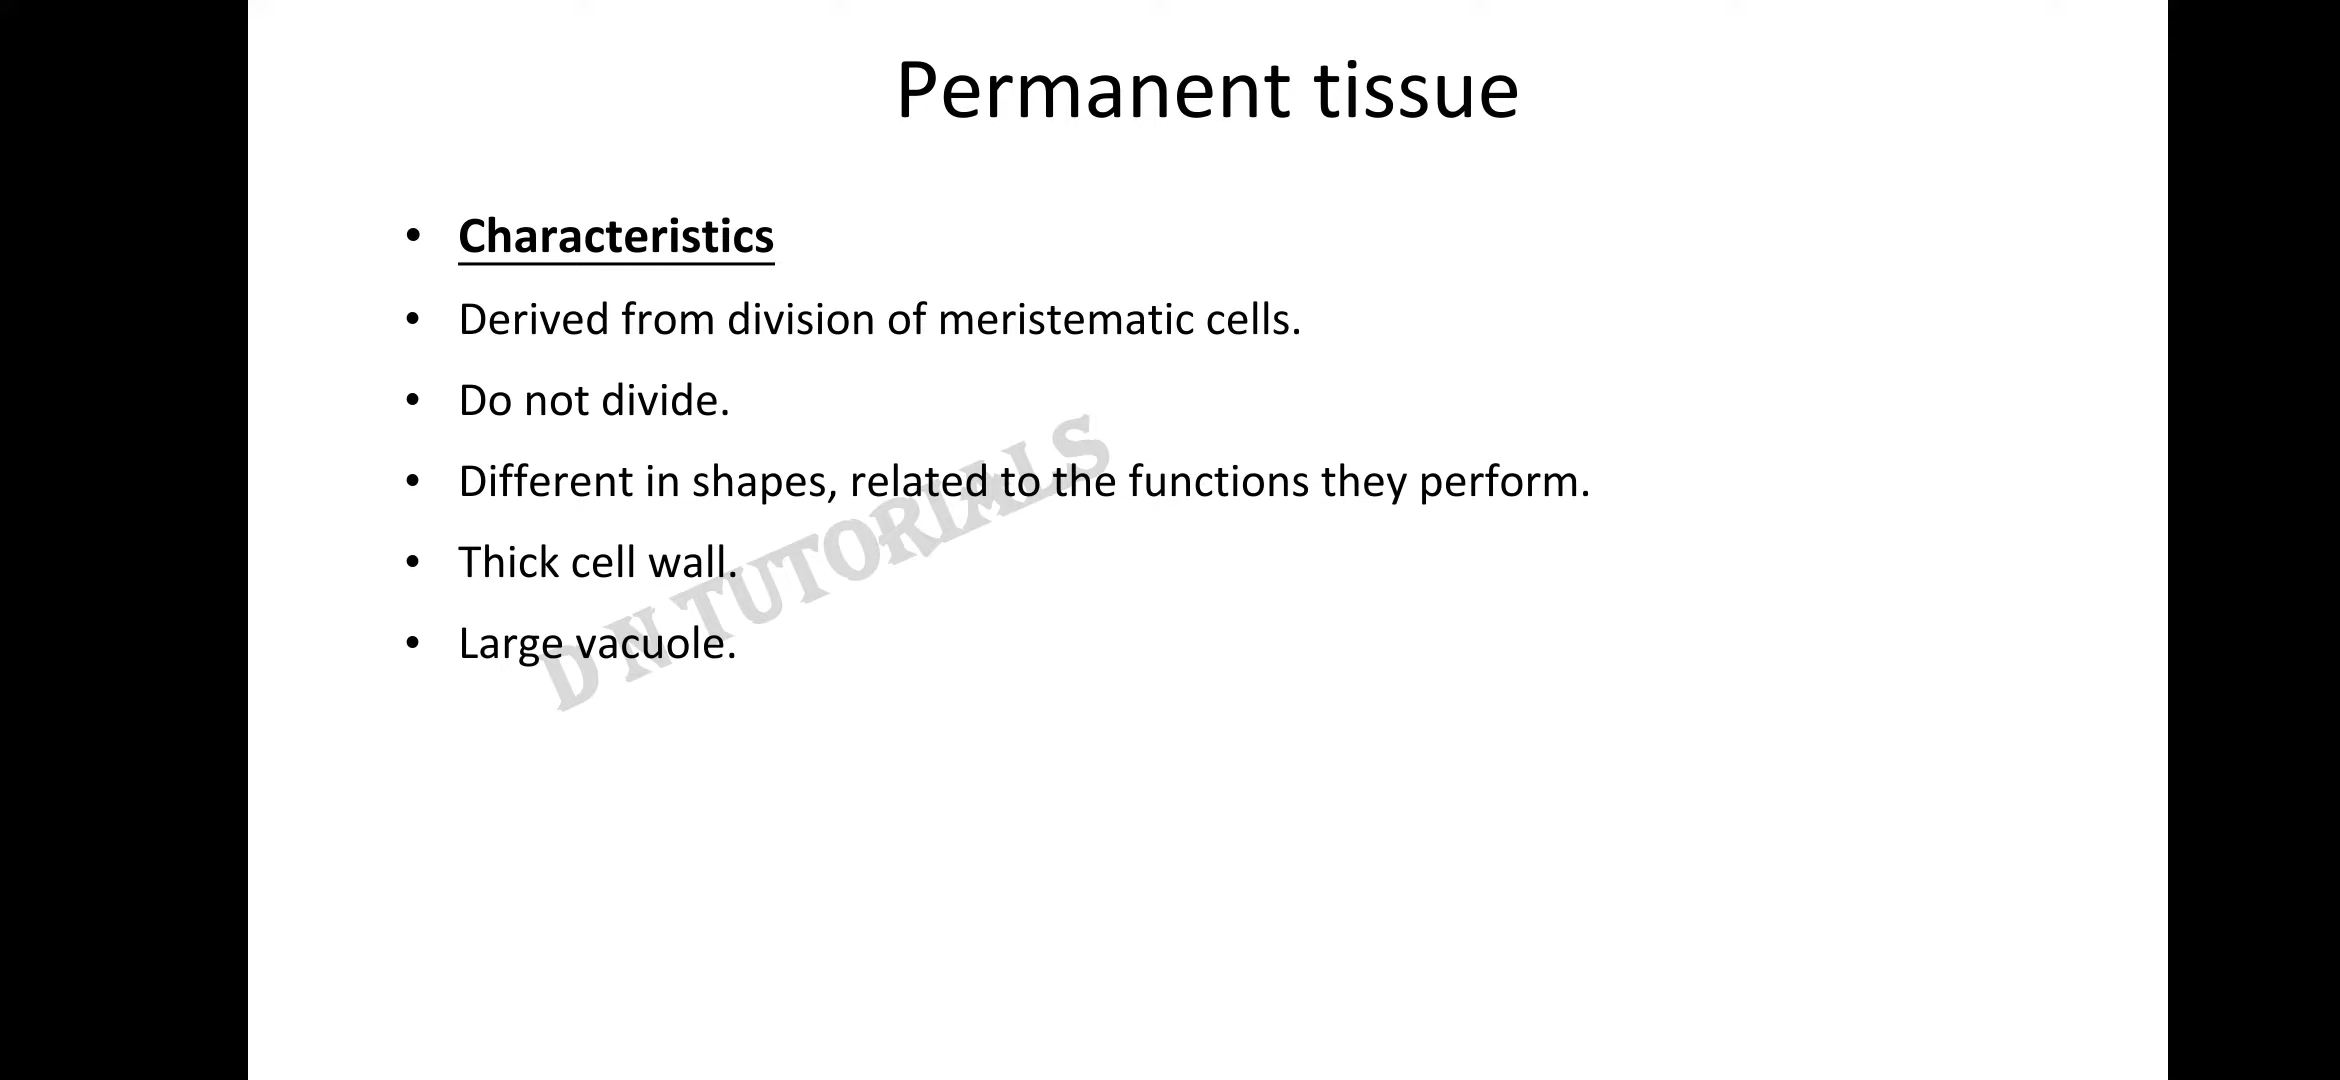 Permanent tissue
• Characteristics
• Derived from division of meristematic cells.
• Do not divide.
• Different in shapes, related to the functions they perform.
• Thick cell wall.
• Large vacuole.
D N TUTORIALS